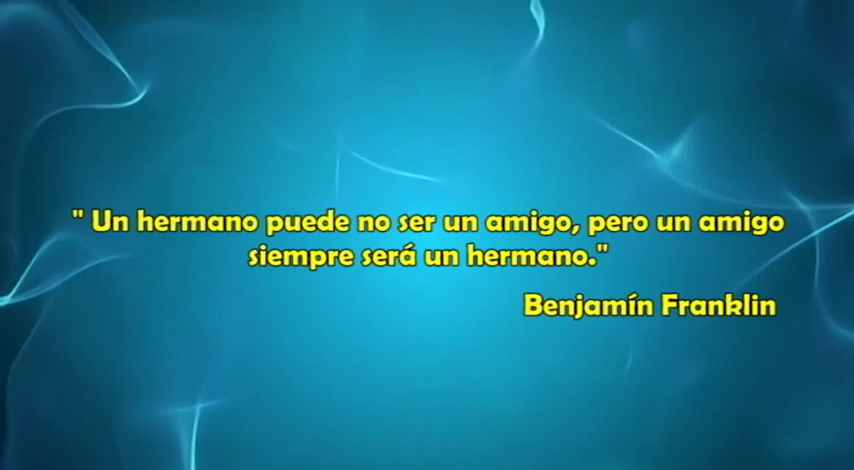 " Un hermano puede no ser un amigo, pero un amigo
siempre será un hermano."
Benjamín Franklin